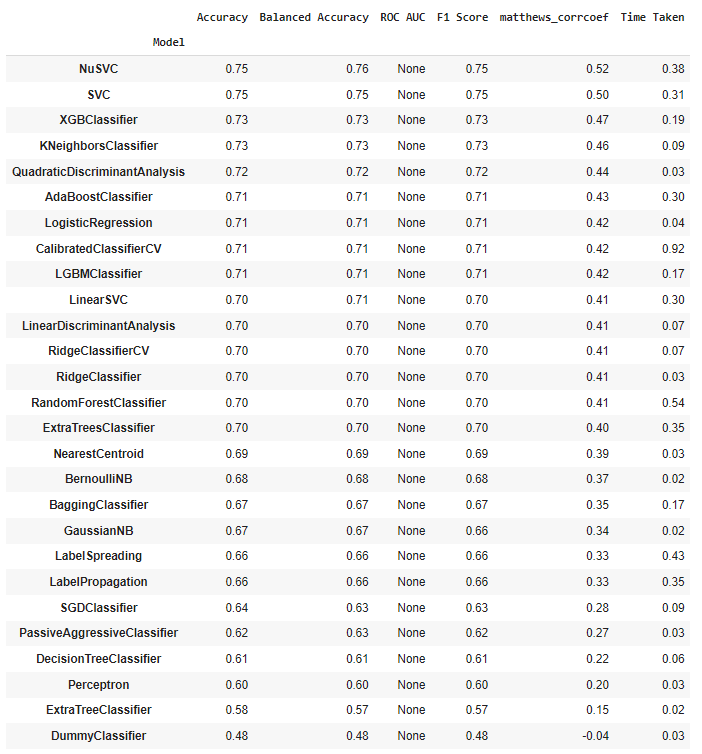 Accuracy Balanced Accuracy ROC AUC F1 Score matthews_corrcoef Time Taken
Model
NuSVC 0.75 0.76 None 0.75 0.52 0.38
SVC 0.75 0.75 None 0.75 0.50 0.31
XGBClassifier 0.73 0.73 None 0.73 0.47 0.19
KNeighborsClassifier 0.73 0.73 None 0.73 0.46 0.09
QuadraticDiscriminantAnalysis 0.72 0.72 None 0.72 0.44 0.03
AdaBoostClassifier 0.71 0.71 None 0.71 0.43 0.30
LogisticRegression 0.71 0.71 None 0.71 0.42 0.04
CalibratedClassifierCV 0.71 0.71 None 0.71 0.42 0.92
LGBMClassifier 0.71 0.71 None 0.71 0.42 0.17
LinearSVC 0.70 0.71 None 0.70 0.41 0.30
LinearDiscriminantAnalysis 0.70 0.70 None 0.70 0.41 0.07
RidgeClassifierCV 0.70 0.70 None 0.70 0.41 0.07
RidgeClassifier 0.70 0.70 None 0.70 0.41 0.03
RandomForestClassifier 0.70 0.70 None 0.70 0.41 0.54
ExtraTreesClassifier 0.70 0.70 None 0.70 0.40 0.35
NearestCentroid 0.69 0.69 None 0.69 0.39 0.03
BernoulliNB 0.68 0.68 None 0.68 0.37 0.02
BaggingClassifier 0.67 0.67 None 0.67 0.35 0.17
GaussianNB 0.67 0.67 None 0.66 0.34 0.02
LabelSpreading 0.66 0.66 None 0.66 0.33 0.43
LabelPropagation 0.66 0.66 None 0.66 0.33 0.35
SGDClassifier 0.64 0.63 None 0.63 0.28 0.09
PassiveAggressiveClassifier 0.62 0.63 None 0.62 0.27 0.03
DecisionTreeClassifier 0.61 0.61 None 0.61 0.22 0.06
Perceptron 0.60 0.60 None 0.60 0.20 0.03
ExtraTreeClassifier 0.58 0.57 None 0.57 0.15 0.02
DummyClassifier 0.48 0.48 None 0.48 -0.04 0.03